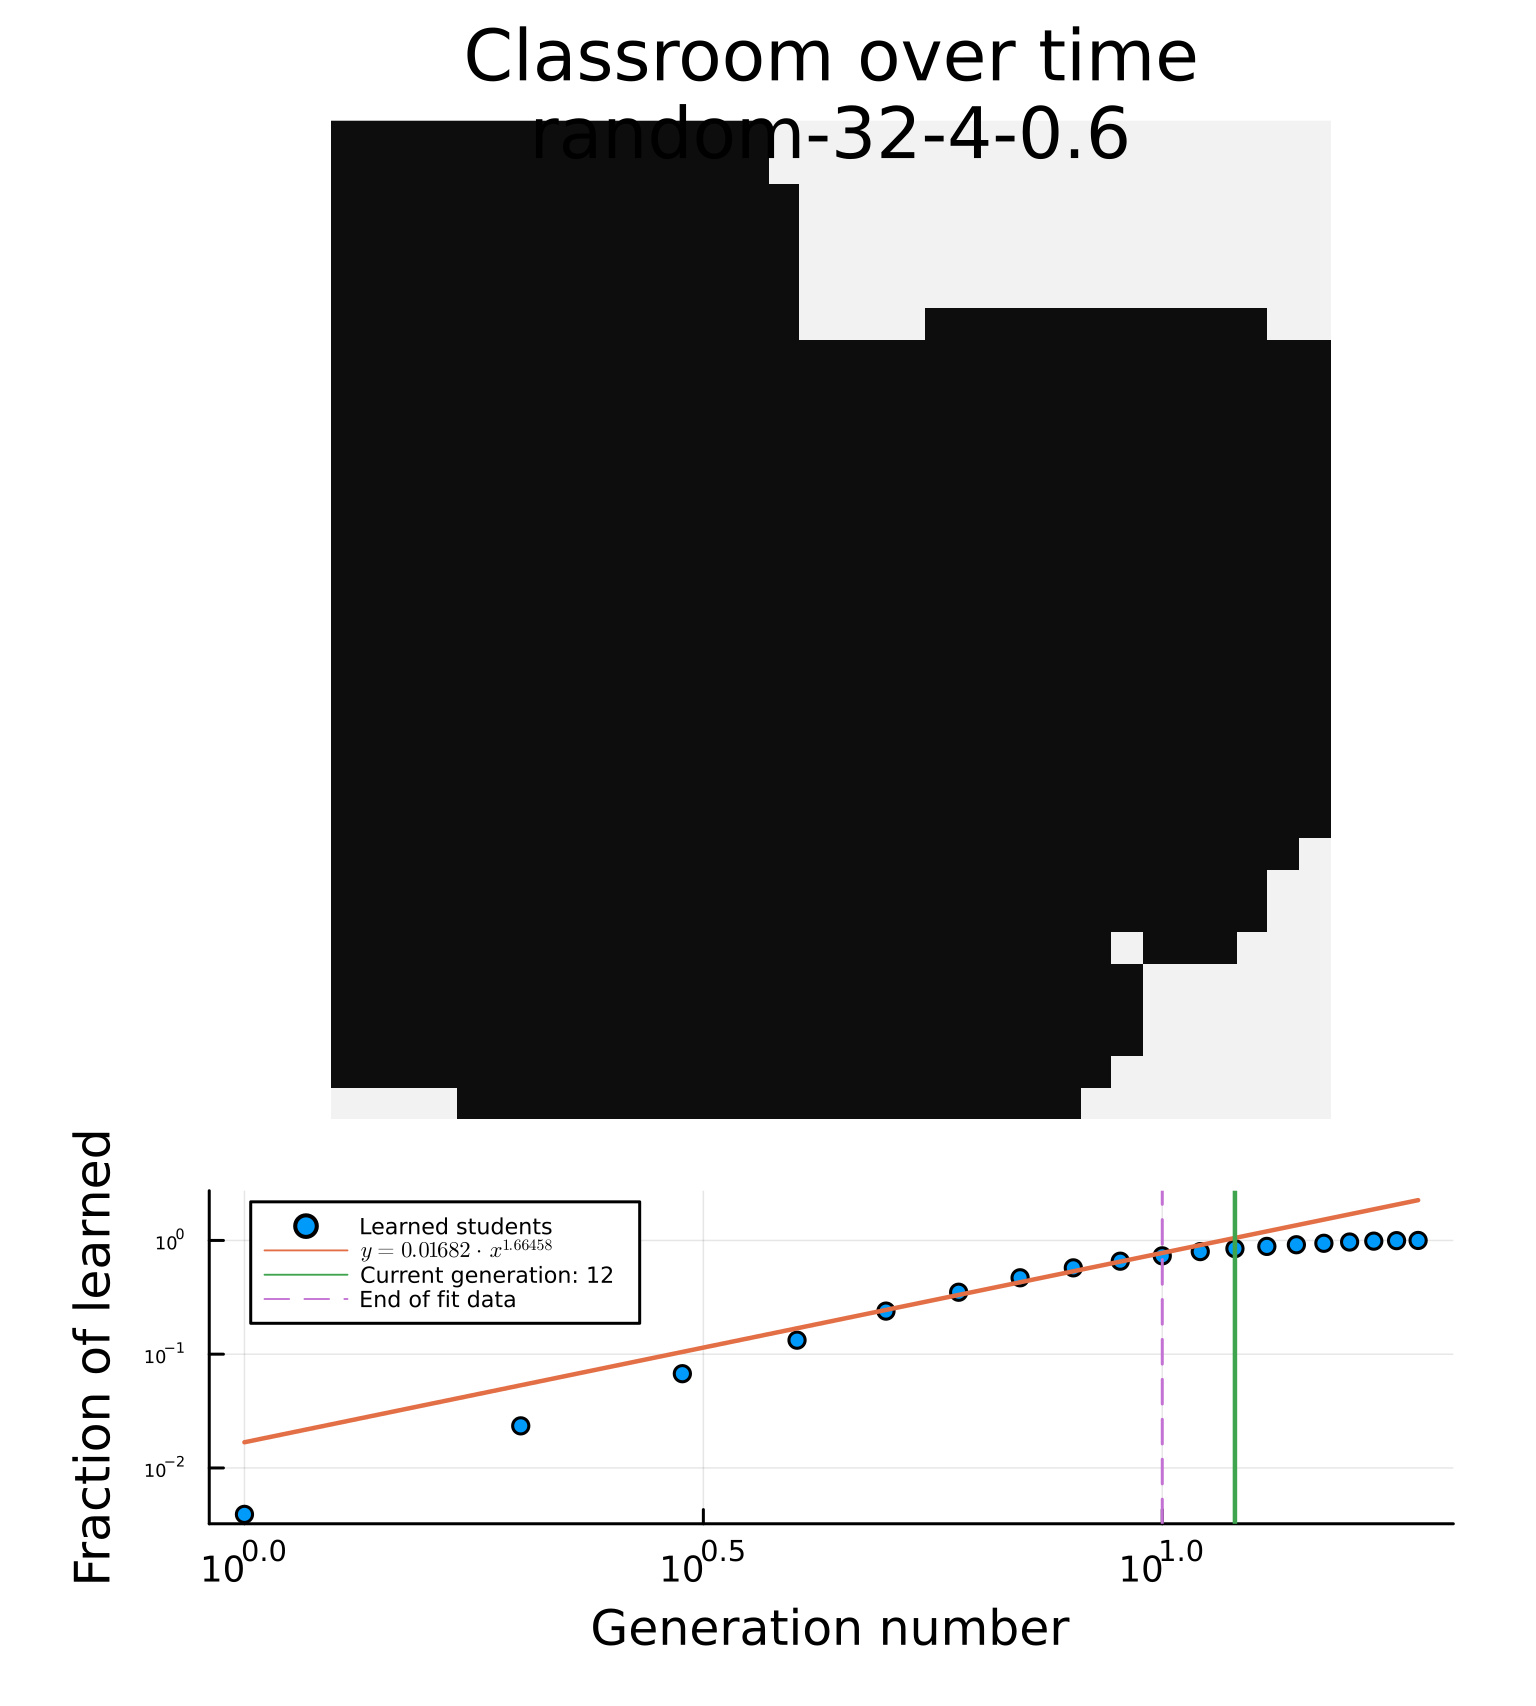 Classroom over time
random-32-4-0.6
Fraction of learned
10⁰
10⁻¹
10⁻²
Learned students
y = 0.01682 · x^1.66458
Current generation: 12
End of fit data
10^0.0 10^0.5 10^1.0
Generation number